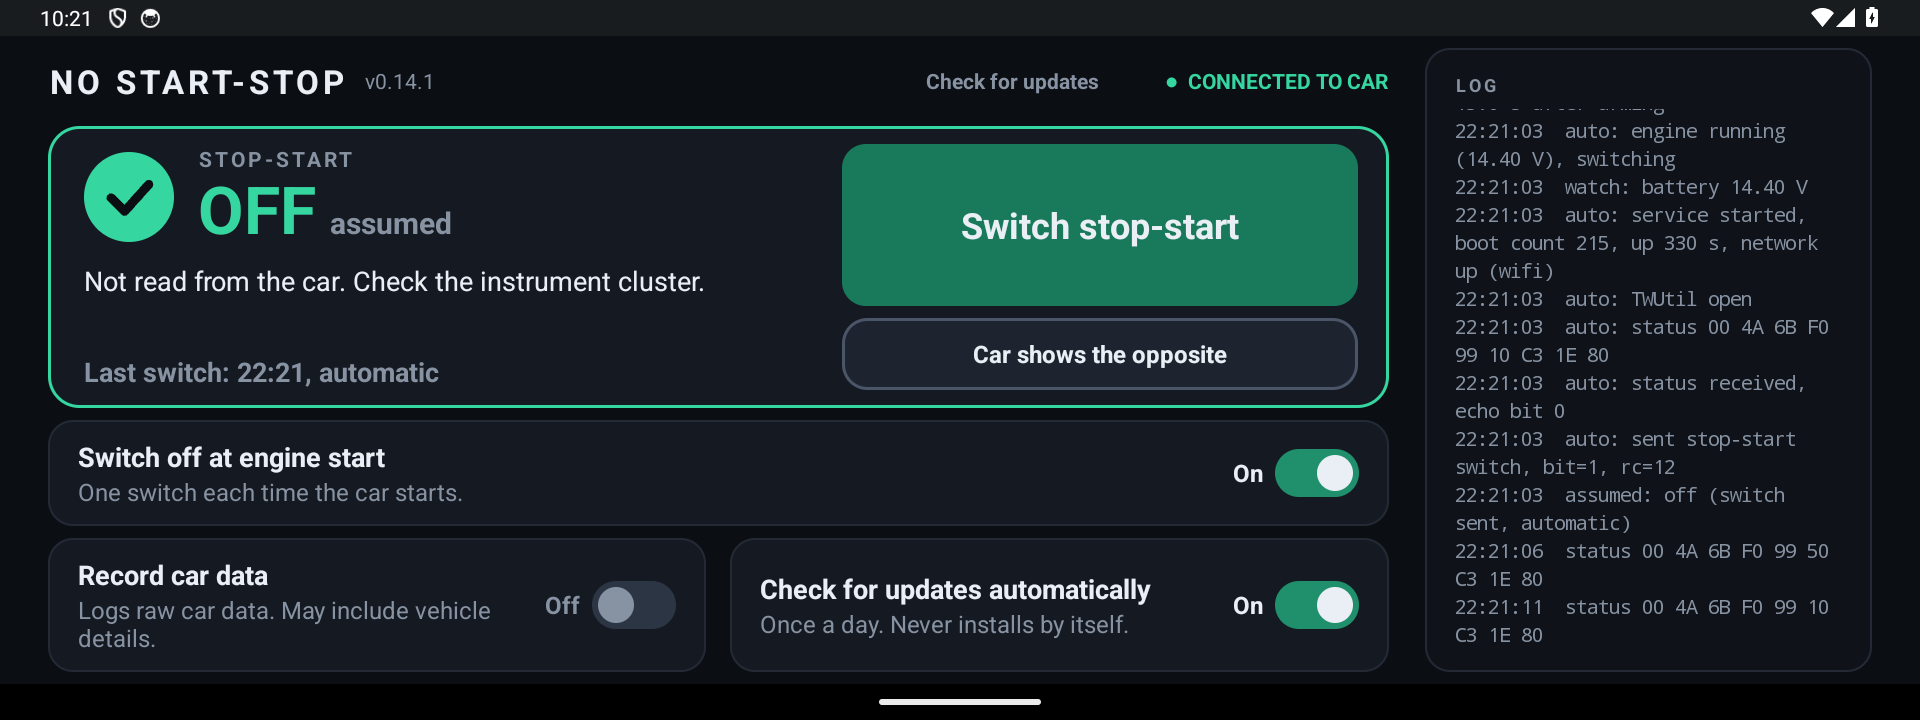 10:21
NO START-STOP v0.14.1
Check for updates
CONNECTED TO CAR
STOP-START
OFF assumed
Not read from the car. Check the instrument cluster.
Last switch: 22:21, automatic
Switch stop-start
Car shows the opposite
Switch off at engine start
One switch each time the car starts.
On
Record car data
Logs raw car data. May include vehicle
details.
Off
Check for updates automatically
Once a day. Never installs by itself.
On
LOG
22:21:03 auto: engine running
(14.40 V), switching
22:21:03 watch: battery 14.40 V
22:21:03 auto: service started,
boot count 215, up 330 s, network
up (wifi)
22:21:03 auto: TWUtil open
22:21:03 auto: status 00 4A 6B F0
99 10 C3 1E 80
22:21:03 auto: status received,
echo bit 0
22:21:03 auto: sent stop-start
switch, bit=1, rc=12
22:21:03 assumed: off (switch
sent, automatic)
22:21:06 status 00 4A 6B F0 99 50
C3 1E 80
22:21:11 status 00 4A 6B F0 99 10
C3 1E 80